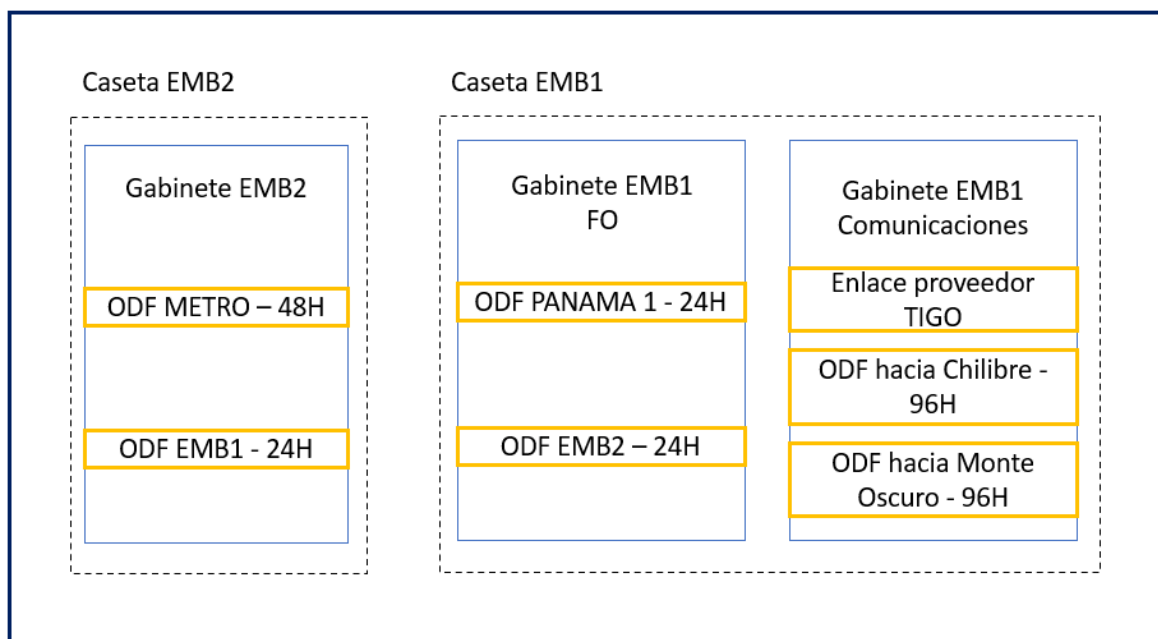 Caseta EMB2
Gabinete EMB2
ODF METRO – 48H
ODF EMB1 - 24H
Caseta EMB1
Gabinete EMB1
FO
ODF PANAMA 1 - 24H
ODF EMB2 – 24H
Gabinete EMB1
Comunicaciones
Enlace proveedor
TIGO
ODF hacia Chilibre -
96H
ODF hacia Monte
Oscuro - 96H